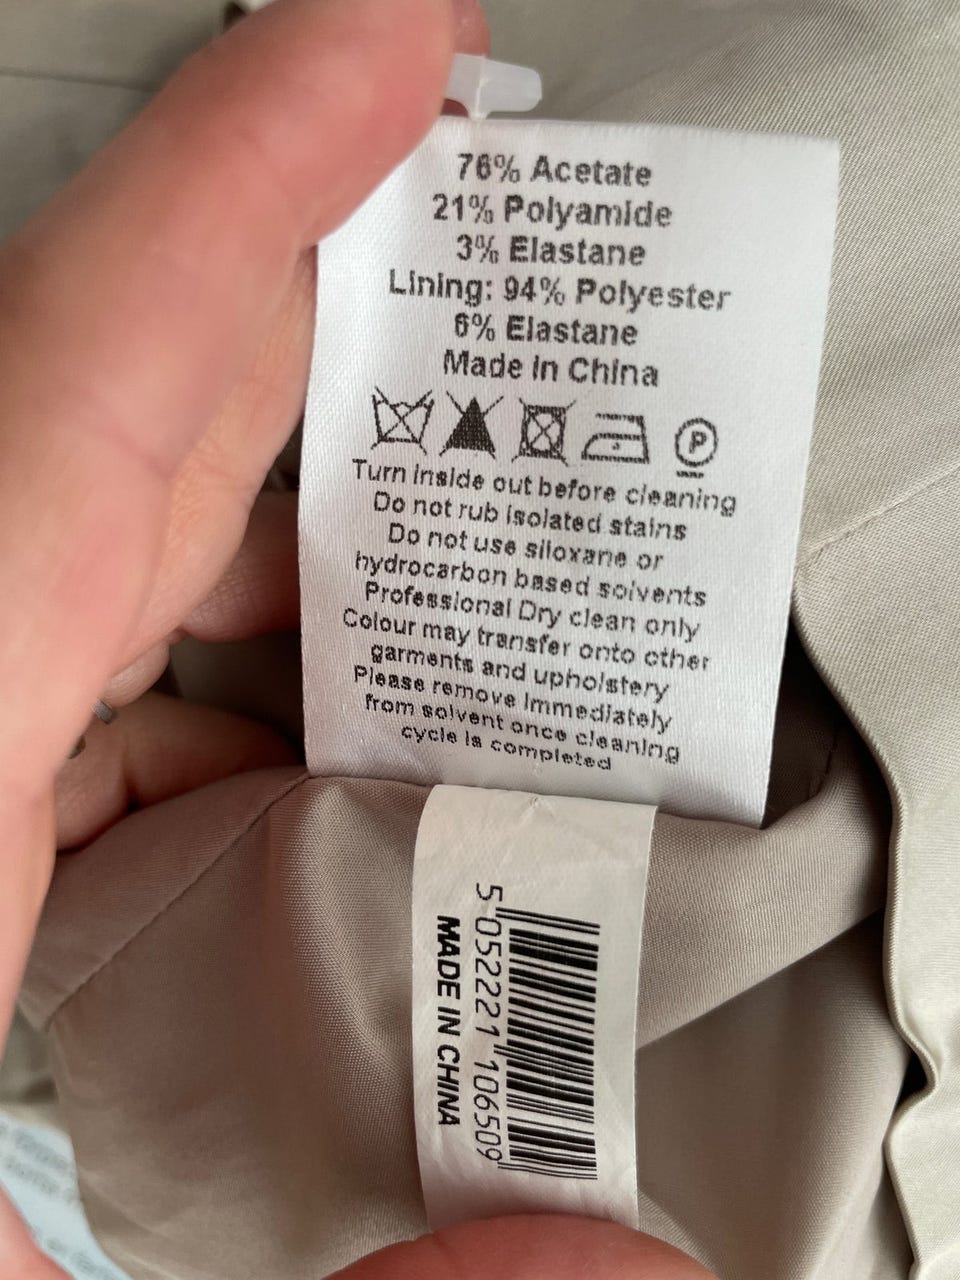 76% Acetate
21% Polyamide
3% Elastane
Lining: 94% Polyester
6% Elastane
Made in China
P
Turn inside out before cleaning
Do not rub isolated stains
Do not use siloxane or
hydrocarbon based solvents
Professional Dry clean only
Colour may transfer onto other
garments and upholstery
Please remove immediately
from solvent once cleaning
cycle is completed
5 052221 106509
MADE IN CHINA